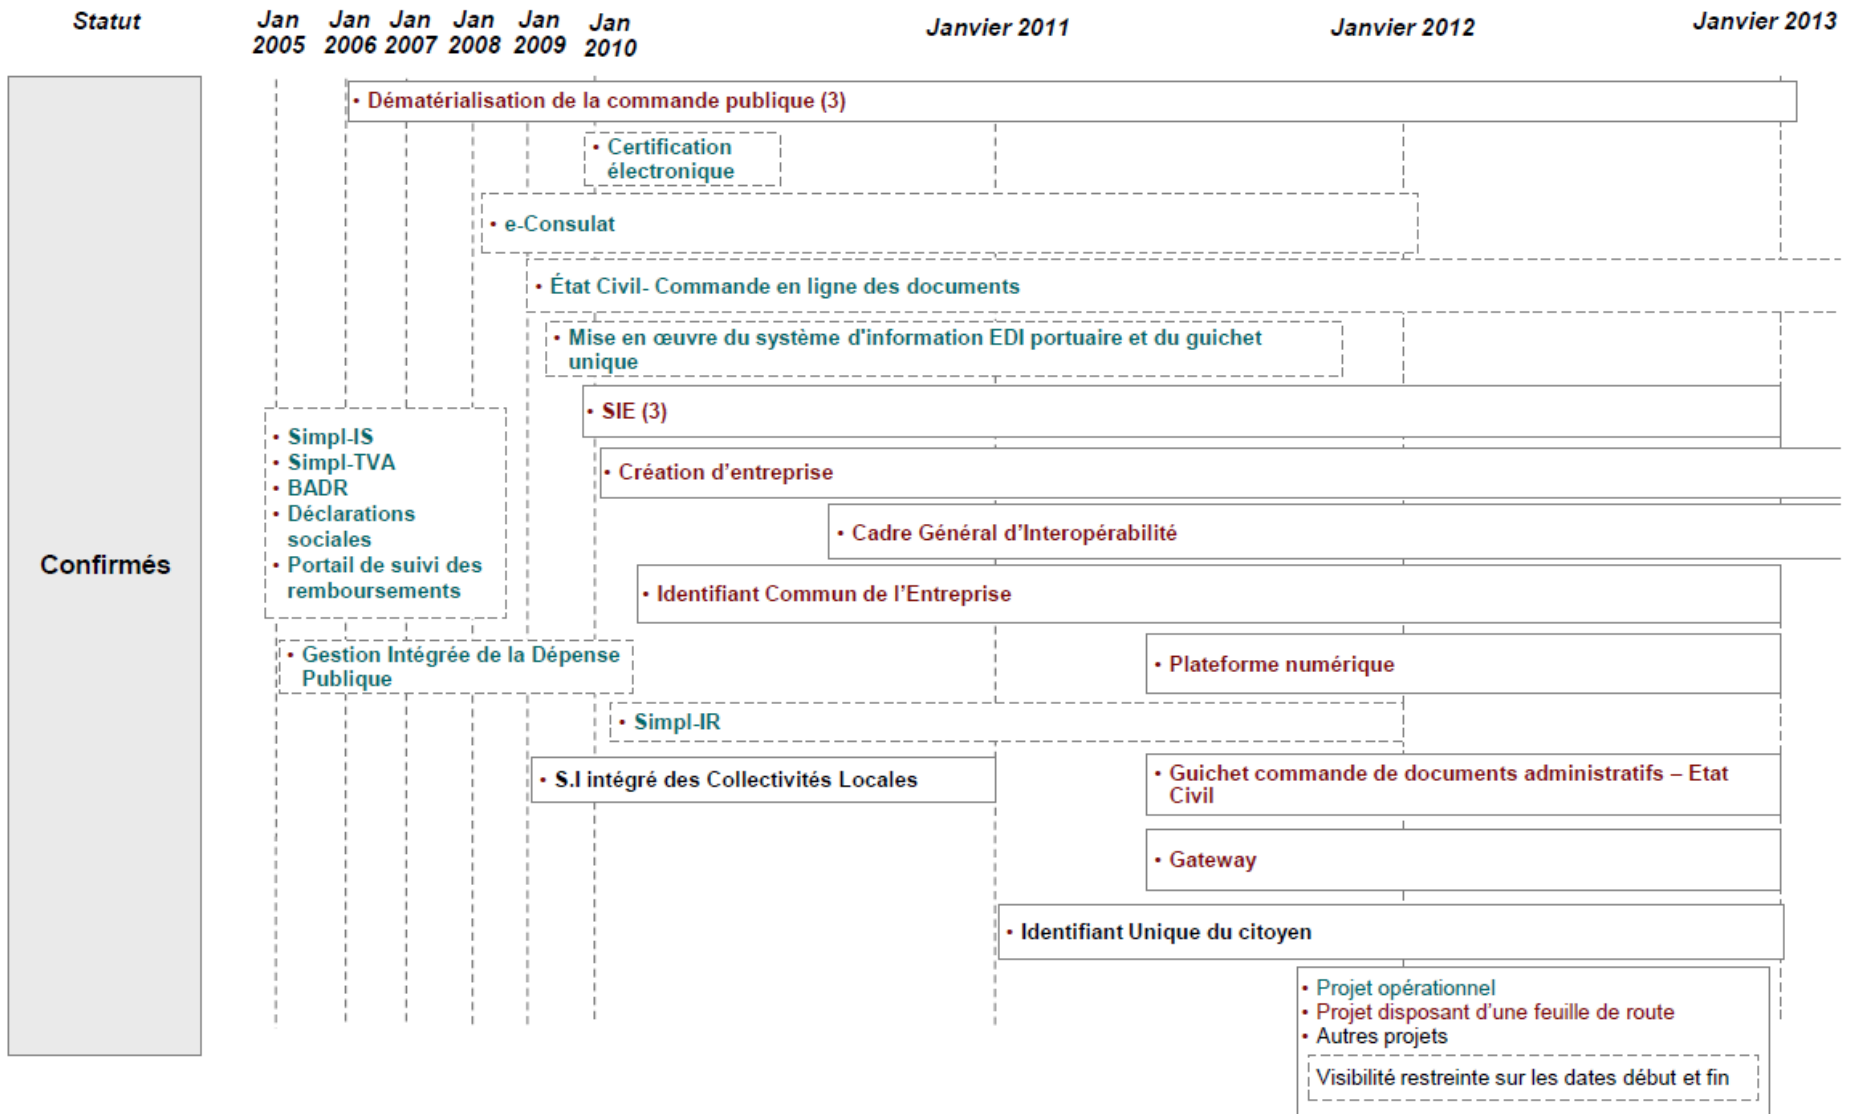 Statut
Jan 2005
Jan 2006
Jan 2007
Jan 2008
Jan 2009
Jan 2010
Janvier 2011
Janvier 2012
Janvier 2013
Confirmés
• Dématérialisation de la commande publique (3)
• Certification
électronique
• e-Consulat
• État Civil- Commande en ligne des documents
• Mise en œuvre du système d'information EDI portuaire et du guichet
unique
• SIE (3)
• Simpl-IS
• Simpl-TVA
• BADR
• Déclarations
sociales
• Portail de suivi des
remboursements
• Création d’entreprise
• Cadre Général d’Interopérabilité
• Identifiant Commun de l’Entreprise
• Gestion Intégrée de la Dépense
Publique
• Plateforme numérique
• Simpl-IR
• S.I intégré des Collectivités Locales
• Guichet commande de documents administratifs – Etat
Civil
• Gateway
• Identifiant Unique du citoyen
• Projet opérationnel
• Projet disposant d’une feuille de route
• Autres projets
Visibilité restreinte sur les dates début et fin